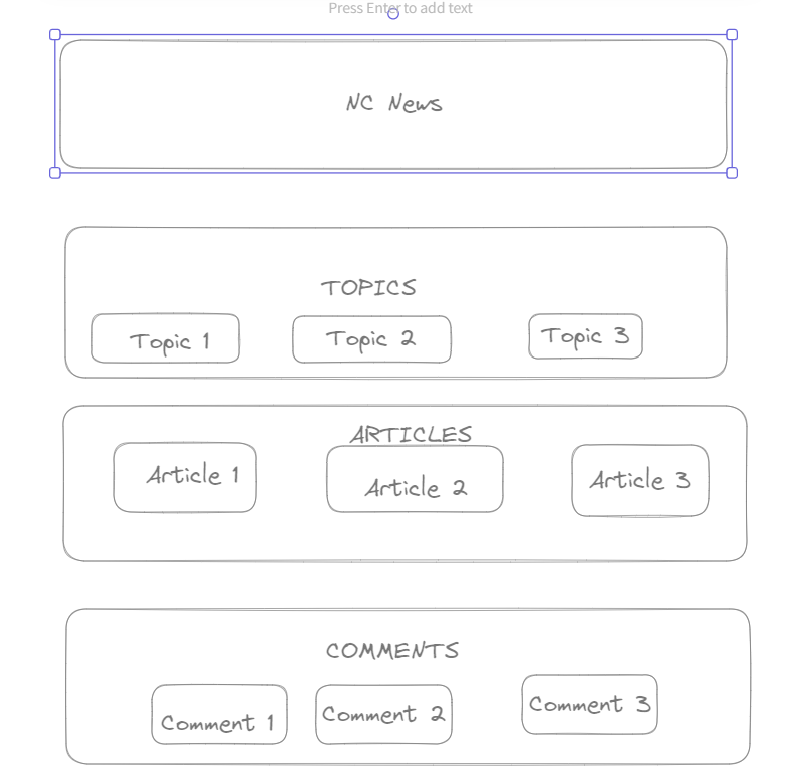 Press Enter to add text
NC News
TOPICS
Topic 1
Topic 2
Topic 3
ARTICLES
Article 1
Article 2
Article 3
COMMENTS
Comment 1
Comment 2
Comment 3